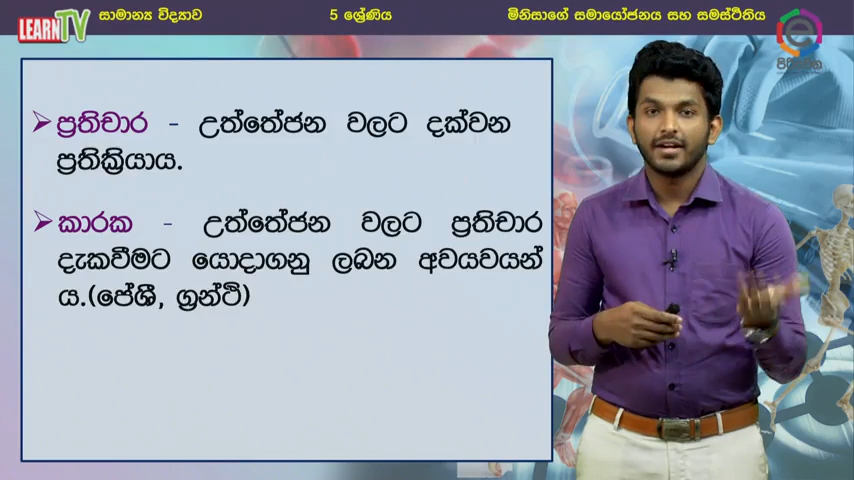 LEARN TV
සාමාන්‍ය විද්‍යාව
5 ශ්‍රේණිය
මිනිසාගේ සමායෝජනය සහ සමස්ථිතිය
ප්‍රතිචාර - උත්තේජන වලට දක්වන
ප්‍රතික්‍රියාය.
කාරක - උත්තේජන වලට ප්‍රතිචාර
දැකවීමට යොදාගනු ලබන අවයවයන්
ය.(පේශී, ග්‍රන්ථි)